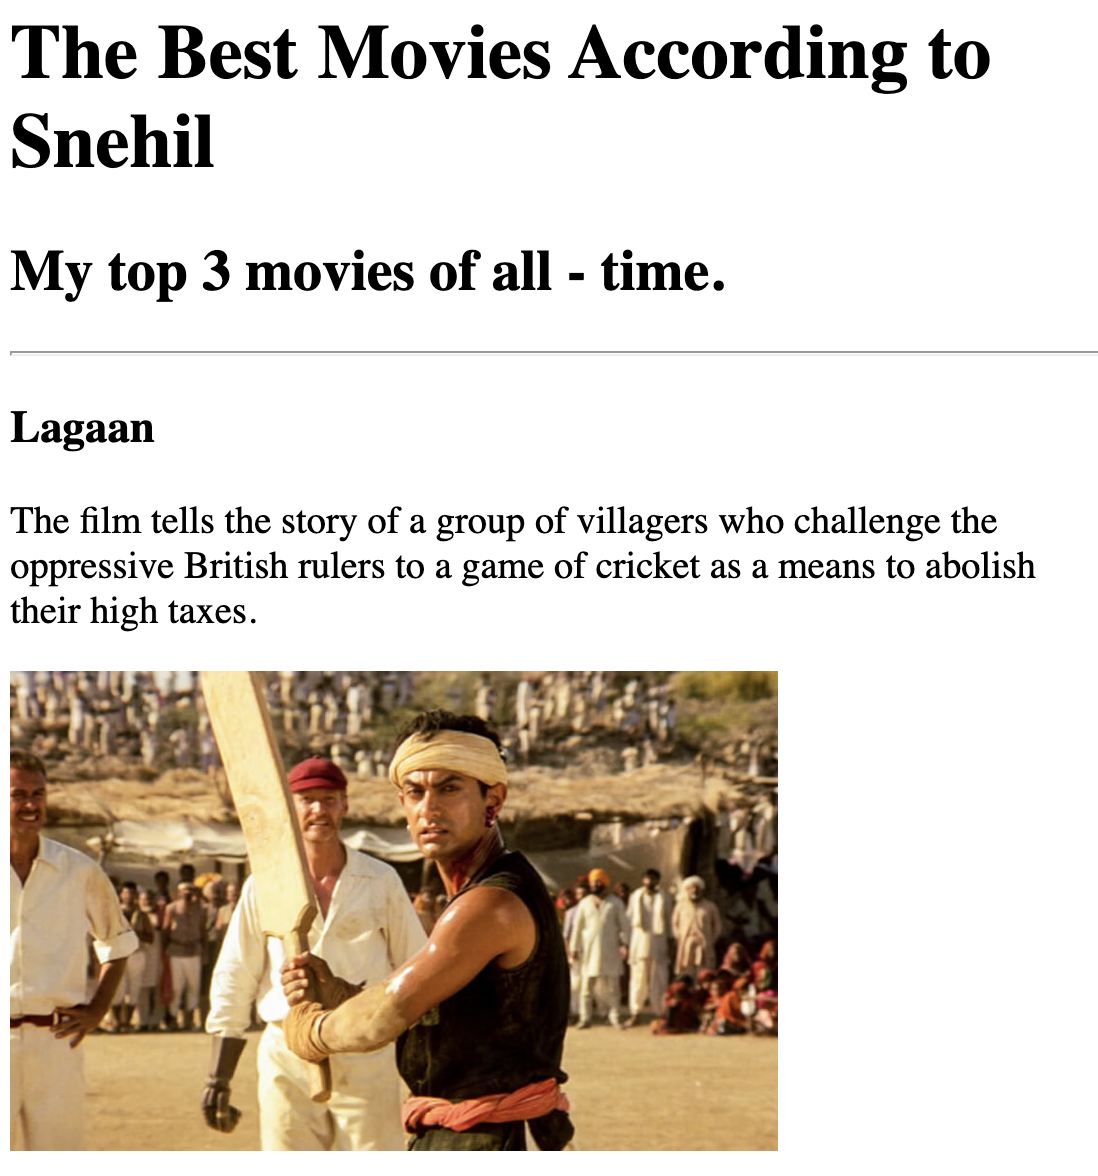 The Best Movies According to
Snehil
My top 3 movies of all - time.
Lagaan
The film tells the story of a group of villagers who challenge the
oppressive British rulers to a game of cricket as a means to abolish
their high taxes.